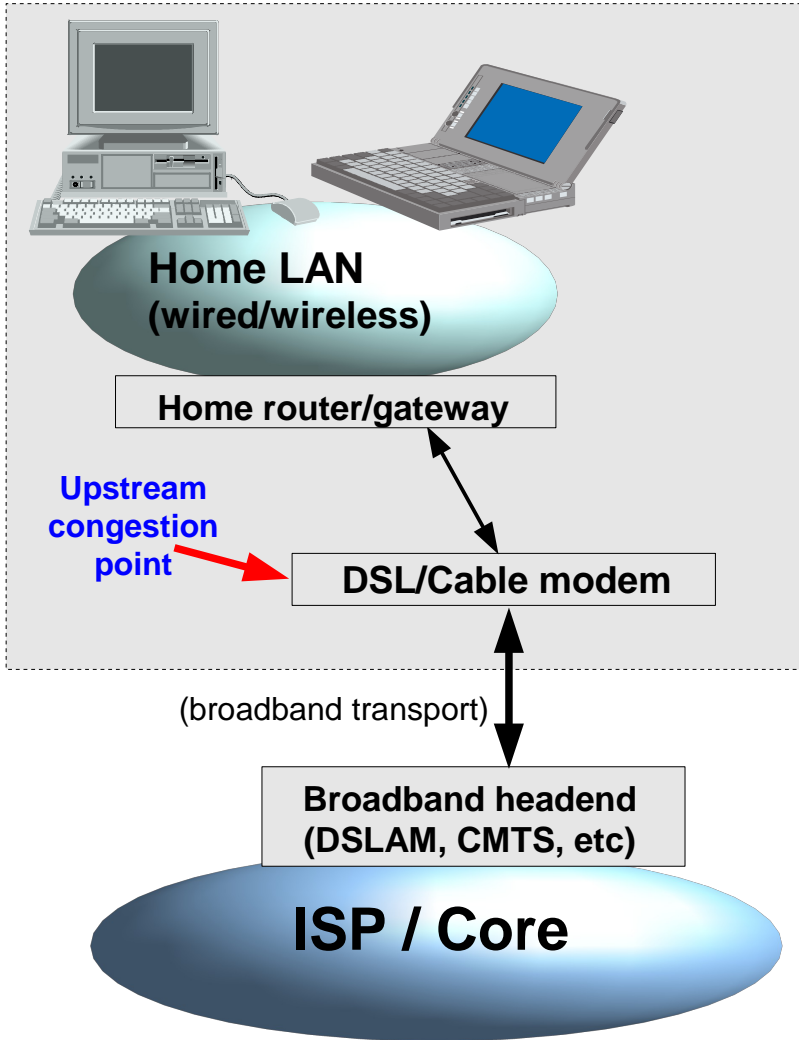 Home LAN
(wired/wireless)
Home router/gateway
Upstream
congestion
point
DSL/Cable modem
(broadband transport)
Broadband headend
(DSLAM, CMTS, etc)
ISP / Core